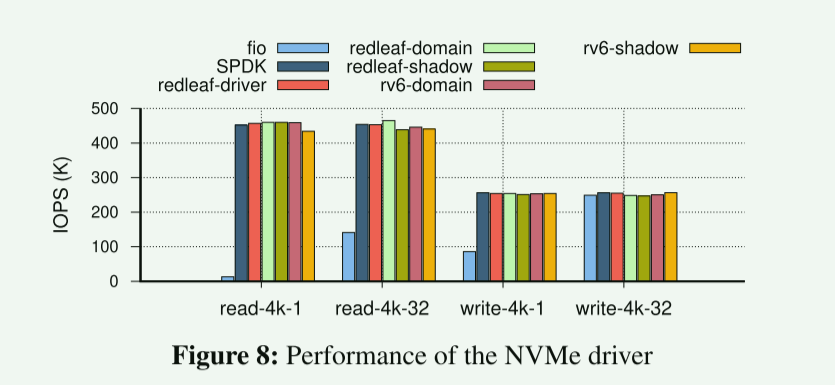 fio
SPDK
redleaf-driver
redleaf-domain
redleaf-shadow
rv6-domain
rv6-shadow
IOPS (K)
500
400
300
200
100
0
read-4k-1 read-4k-32 write-4k-1 write-4k-32
Figure 8: Performance of the NVMe driver